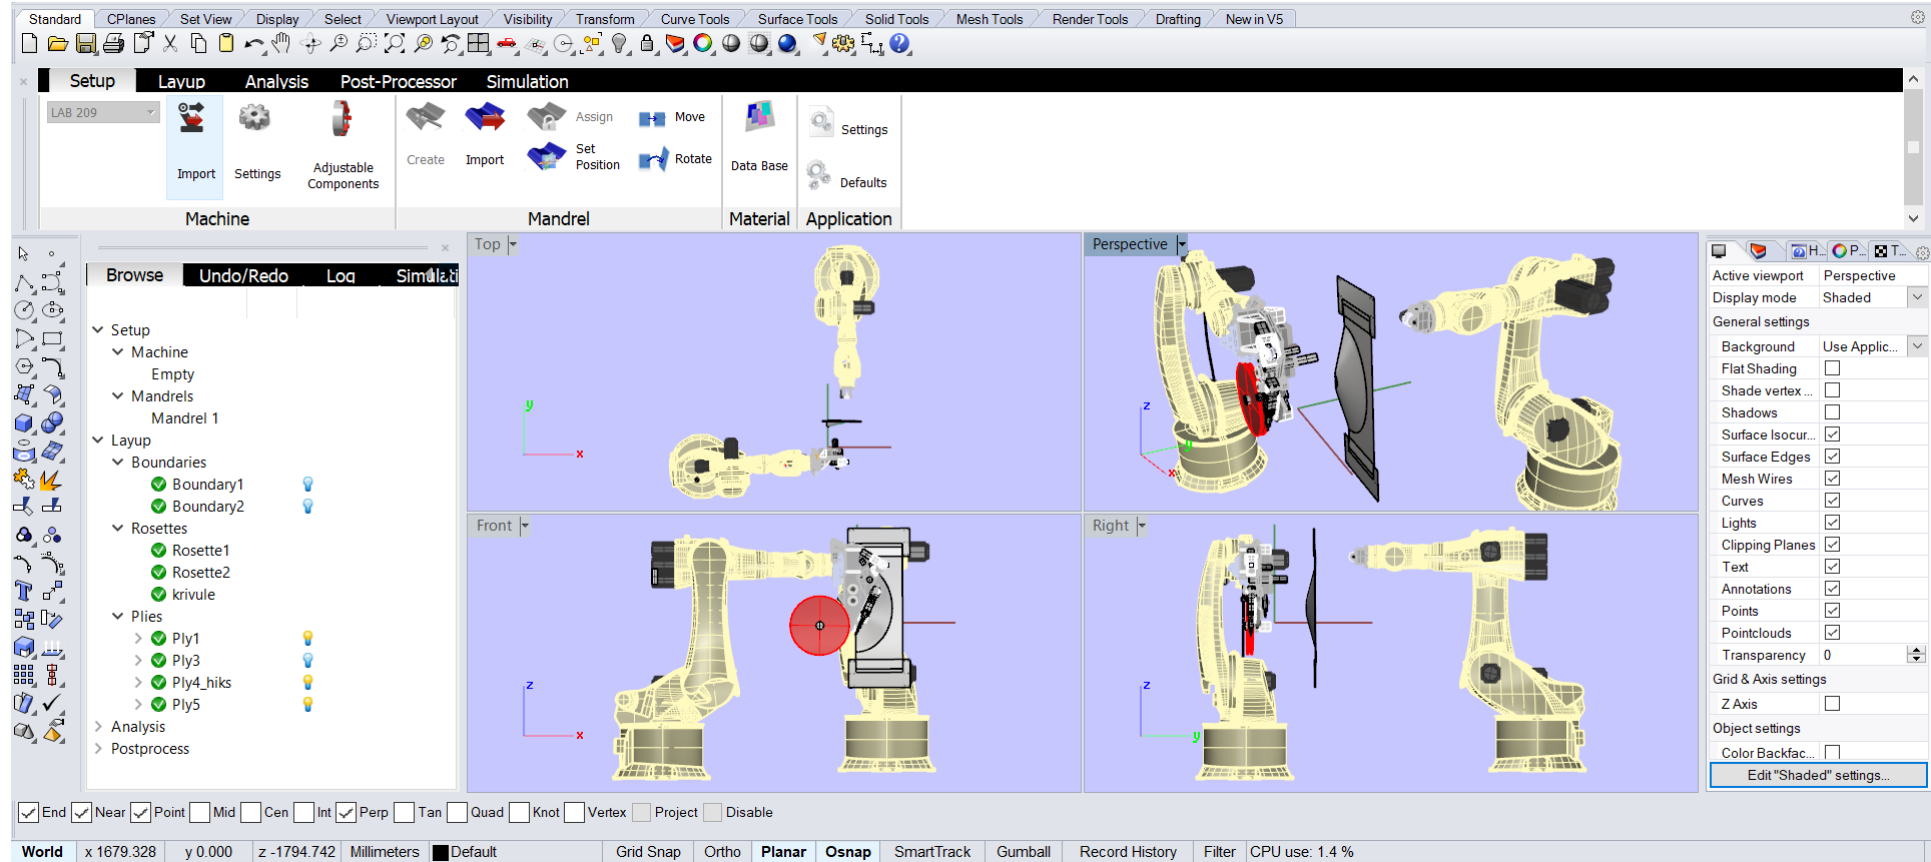 Standard CPlanes Set View Display Select Viewport Layout Visibility Transform Curve Tools Surface Tools Solid Tools Mesh Tools Render Tools Drafting New in V5
Setup Layup Analysis Post-Processor Simulation
LAB 209
Import Settings Adjustable Components
Machine
Create Import Assign Set Position Move Rotate
Mandrel
Data Base
Material
Settings
Defaults
Application
Browse Undo/Redo Log
Setup
Machine
Empty
Mandrels
Mandrel 1
Layup
Boundaries
Boundary1
Boundary2
Rosettes
Rosette1
Rosette2
krivule
Plies
Ply1
Ply3
Ply4_hiks
Ply5
Analysis
Postprocess
Top
y
x
Perspective
z
y
x
Front
z
x
Right
z
y
H... P... T...
Active viewport Perspective
Display mode Shaded
General settings
Background Use Applic...
Flat Shading
Shade vertex ...
Shadows
Surface Isocur...
Surface Edges
Mesh Wires
Curves
Lights
Clipping Planes
Text
Annotations
Points
Pointclouds
Transparency 0
Grid & Axis settings
Z Axis
Object settings
Color Backfac...
Edit "Shaded" settings...
End Near Point Mid Cen Int Perp Tan Quad Knot Vertex Project Disable
World x 1679.328 y 0.000 z -1794.742 Millimeters Default Grid Snap Ortho Planar Osnap SmartTrack Gumball Record History Filter CPU use: 1.4 %